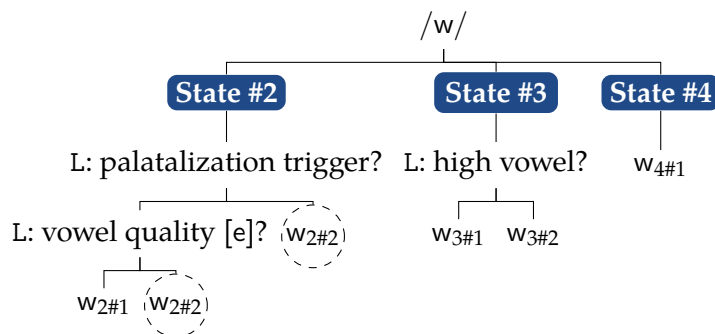 /w/
State #2 State #3 State #4
L: palatalization trigger? L: high vowel? w4#1
L: vowel quality [e]? w2#2 w3#1 w3#2
w2#1 w2#2